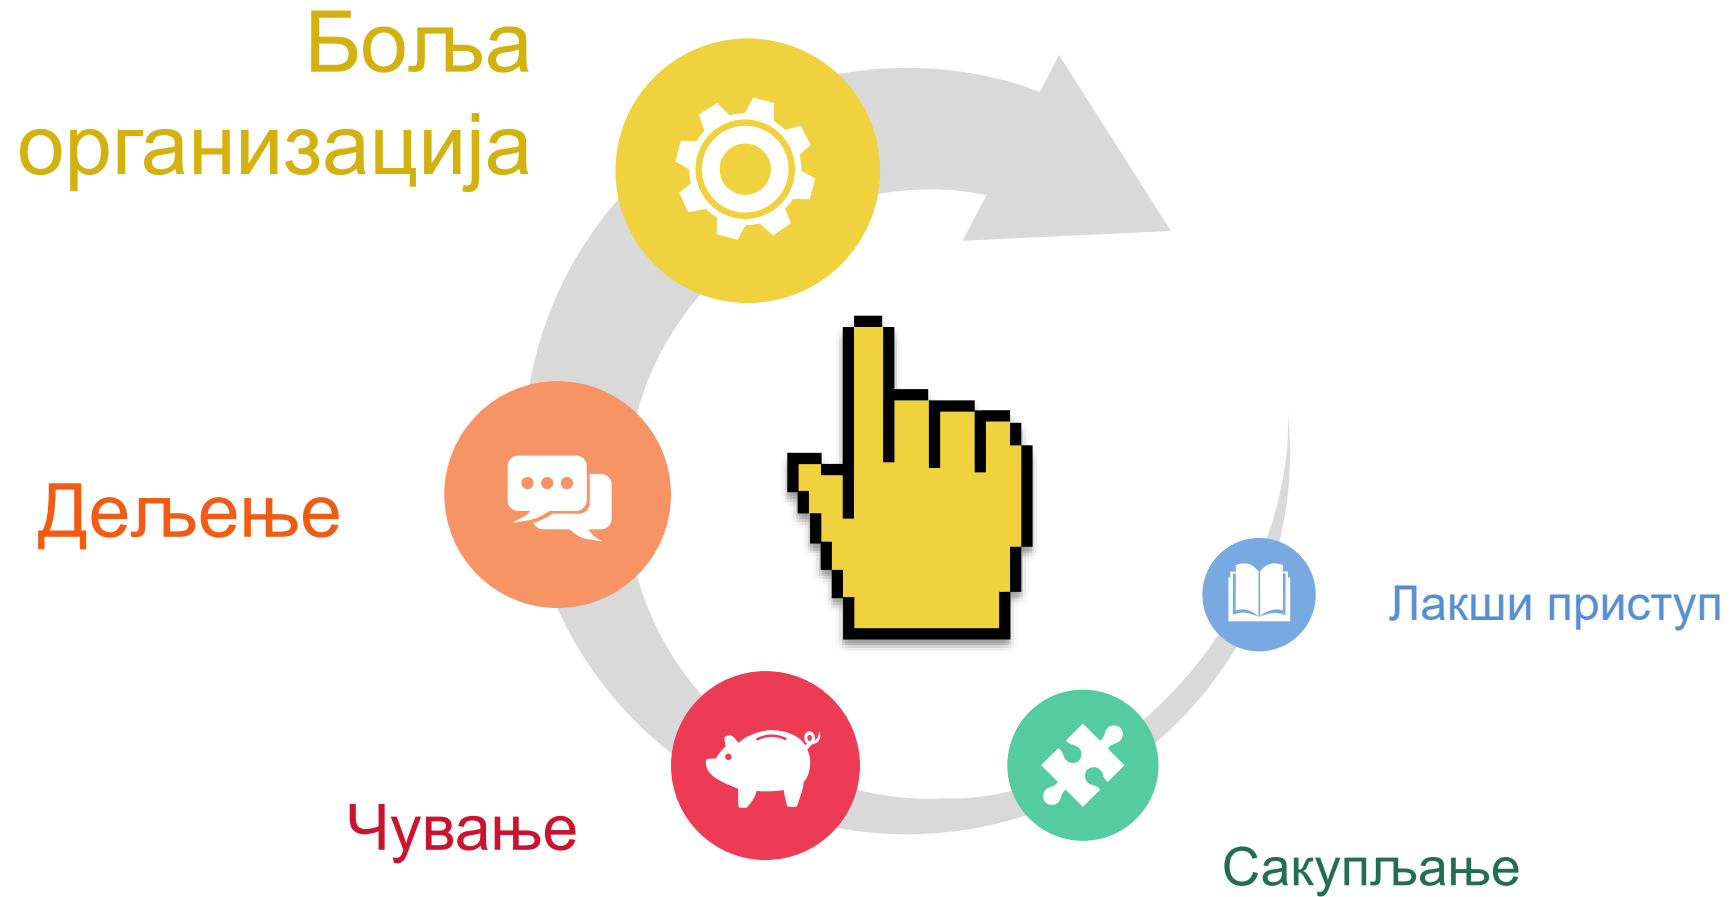 Боља
организација
Дељење
Лакши приступ
Чување
Сакупљање